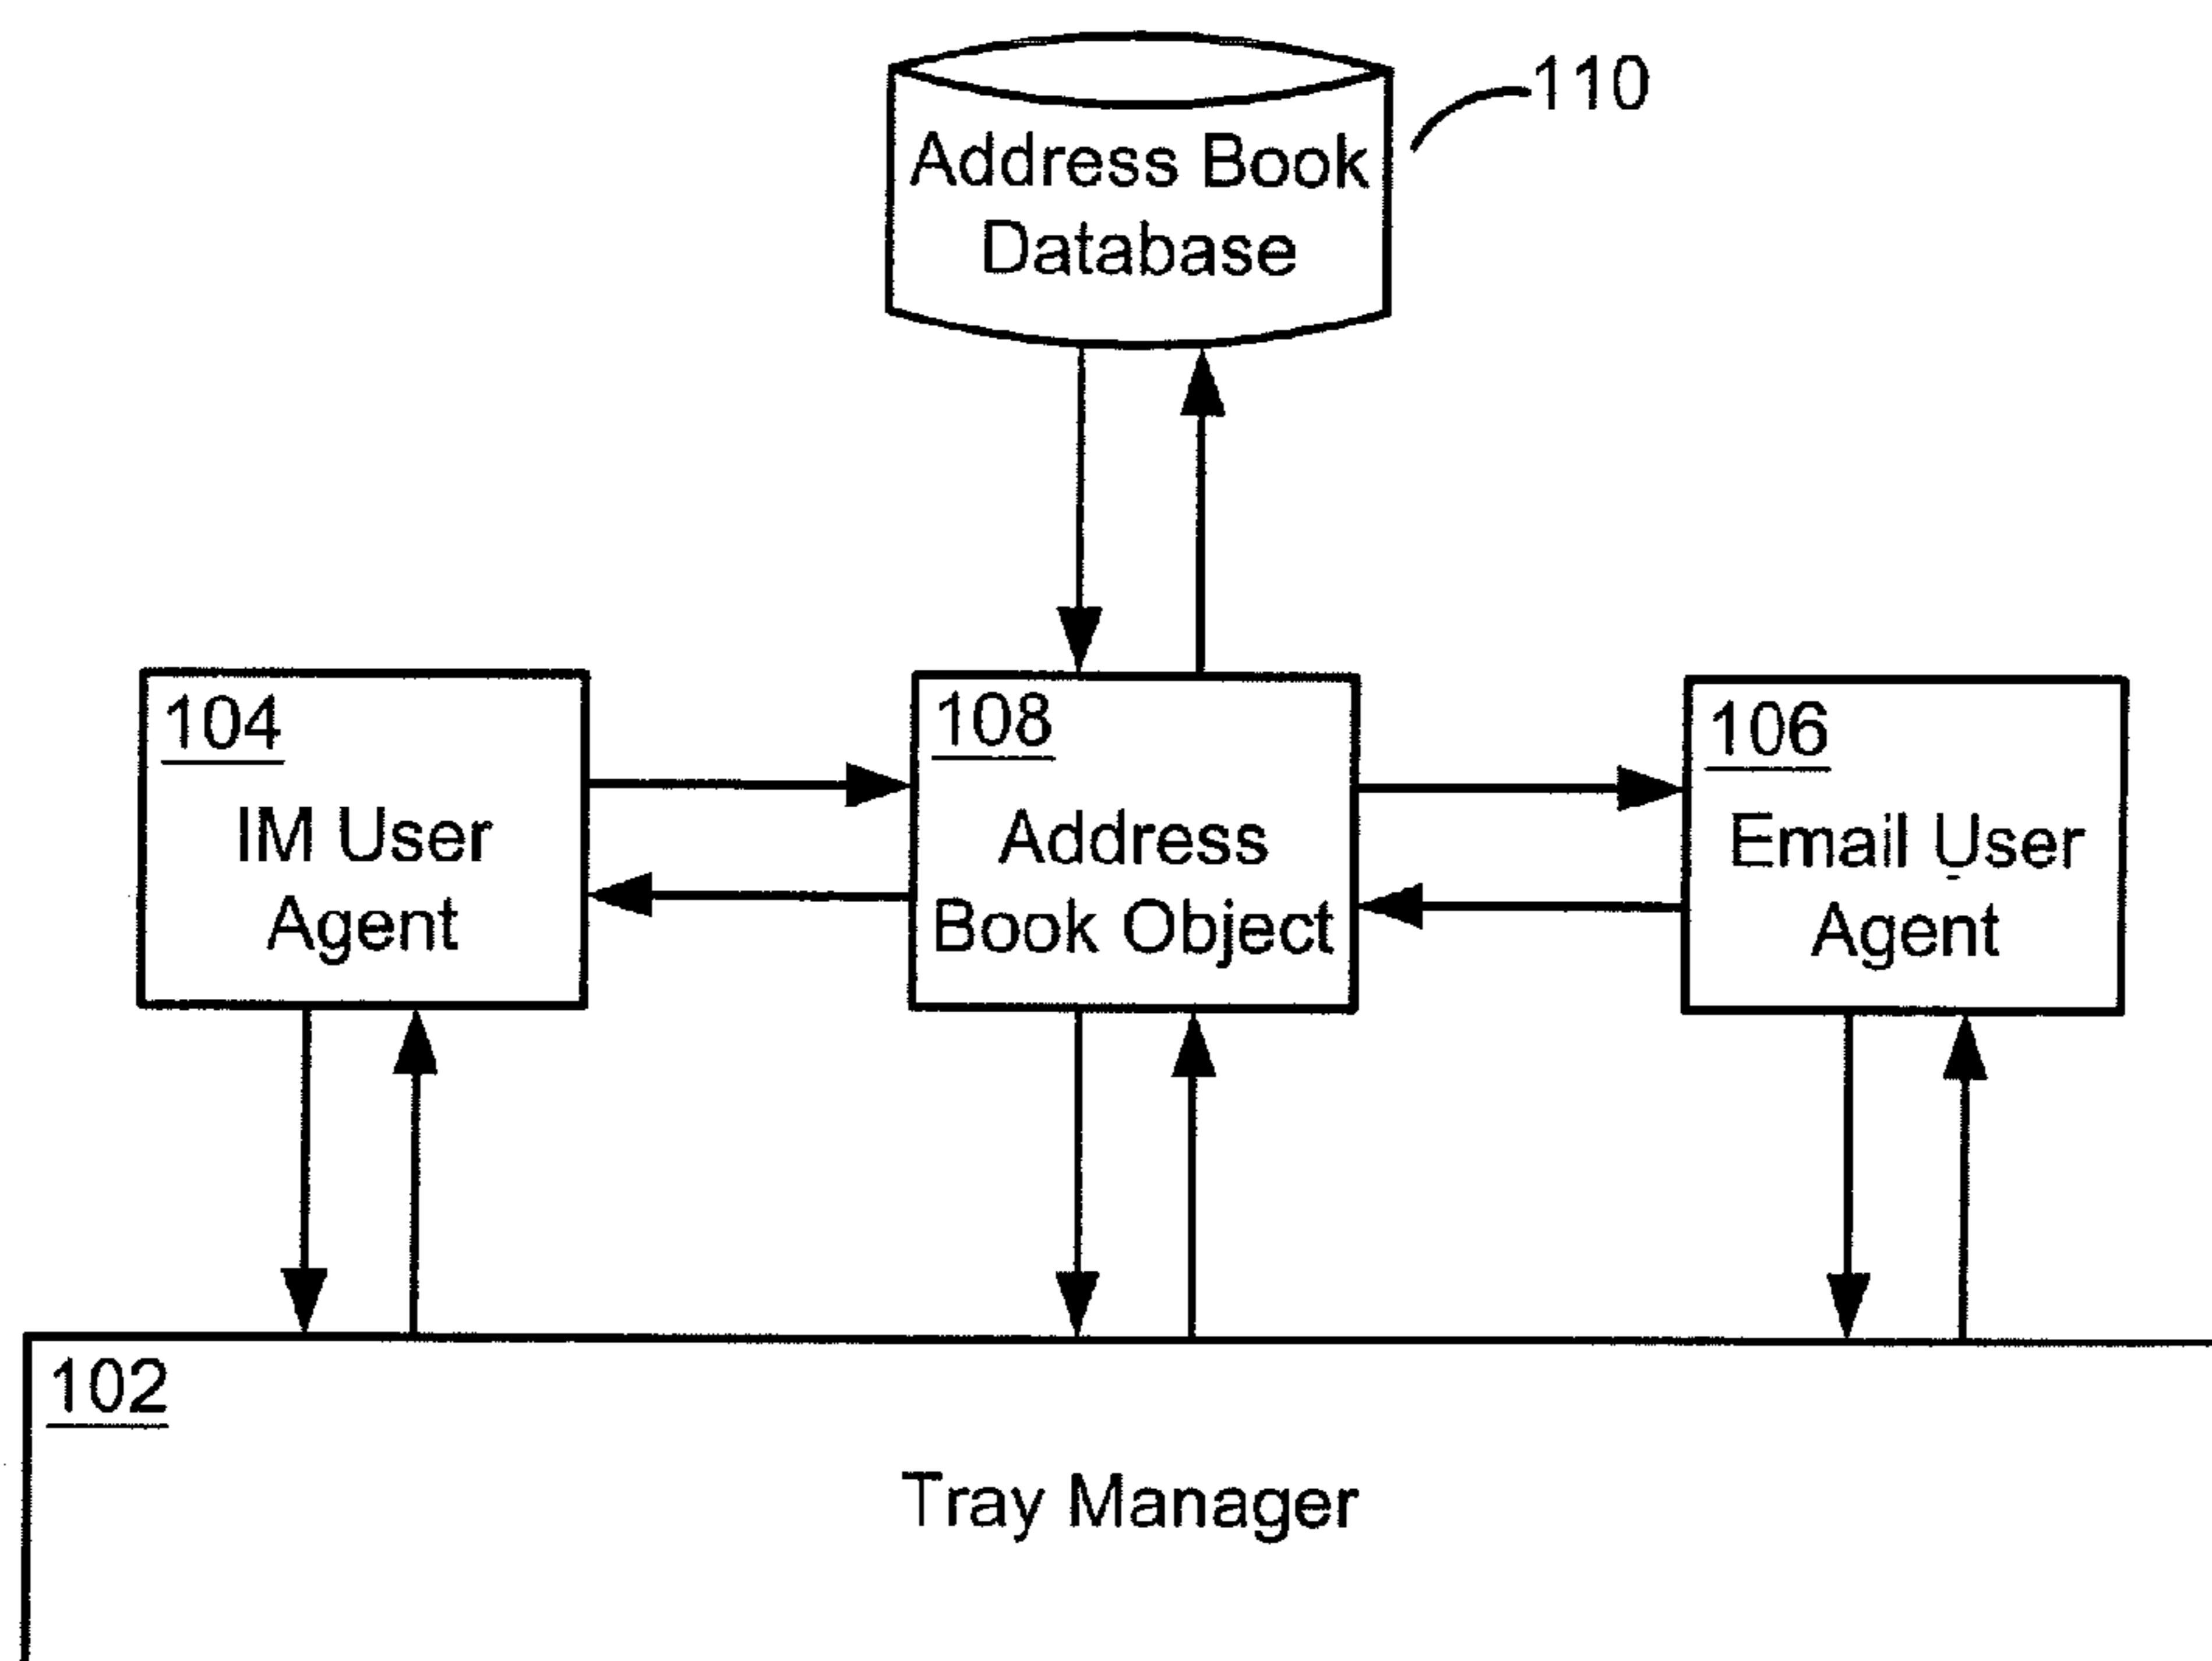 110
Address Book
Database
104
IM User
Agent
108
Address
Book Object
106
Email User
Agent
102
Tray Manager